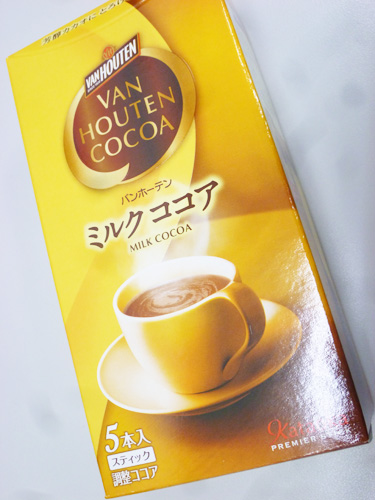 VAN HOUTEN
VAN
HOUTEN
COCOA
バンホーテン
ミルク ココア
MILK COCOA
5本入
スティック
調整ココア
PREMIER